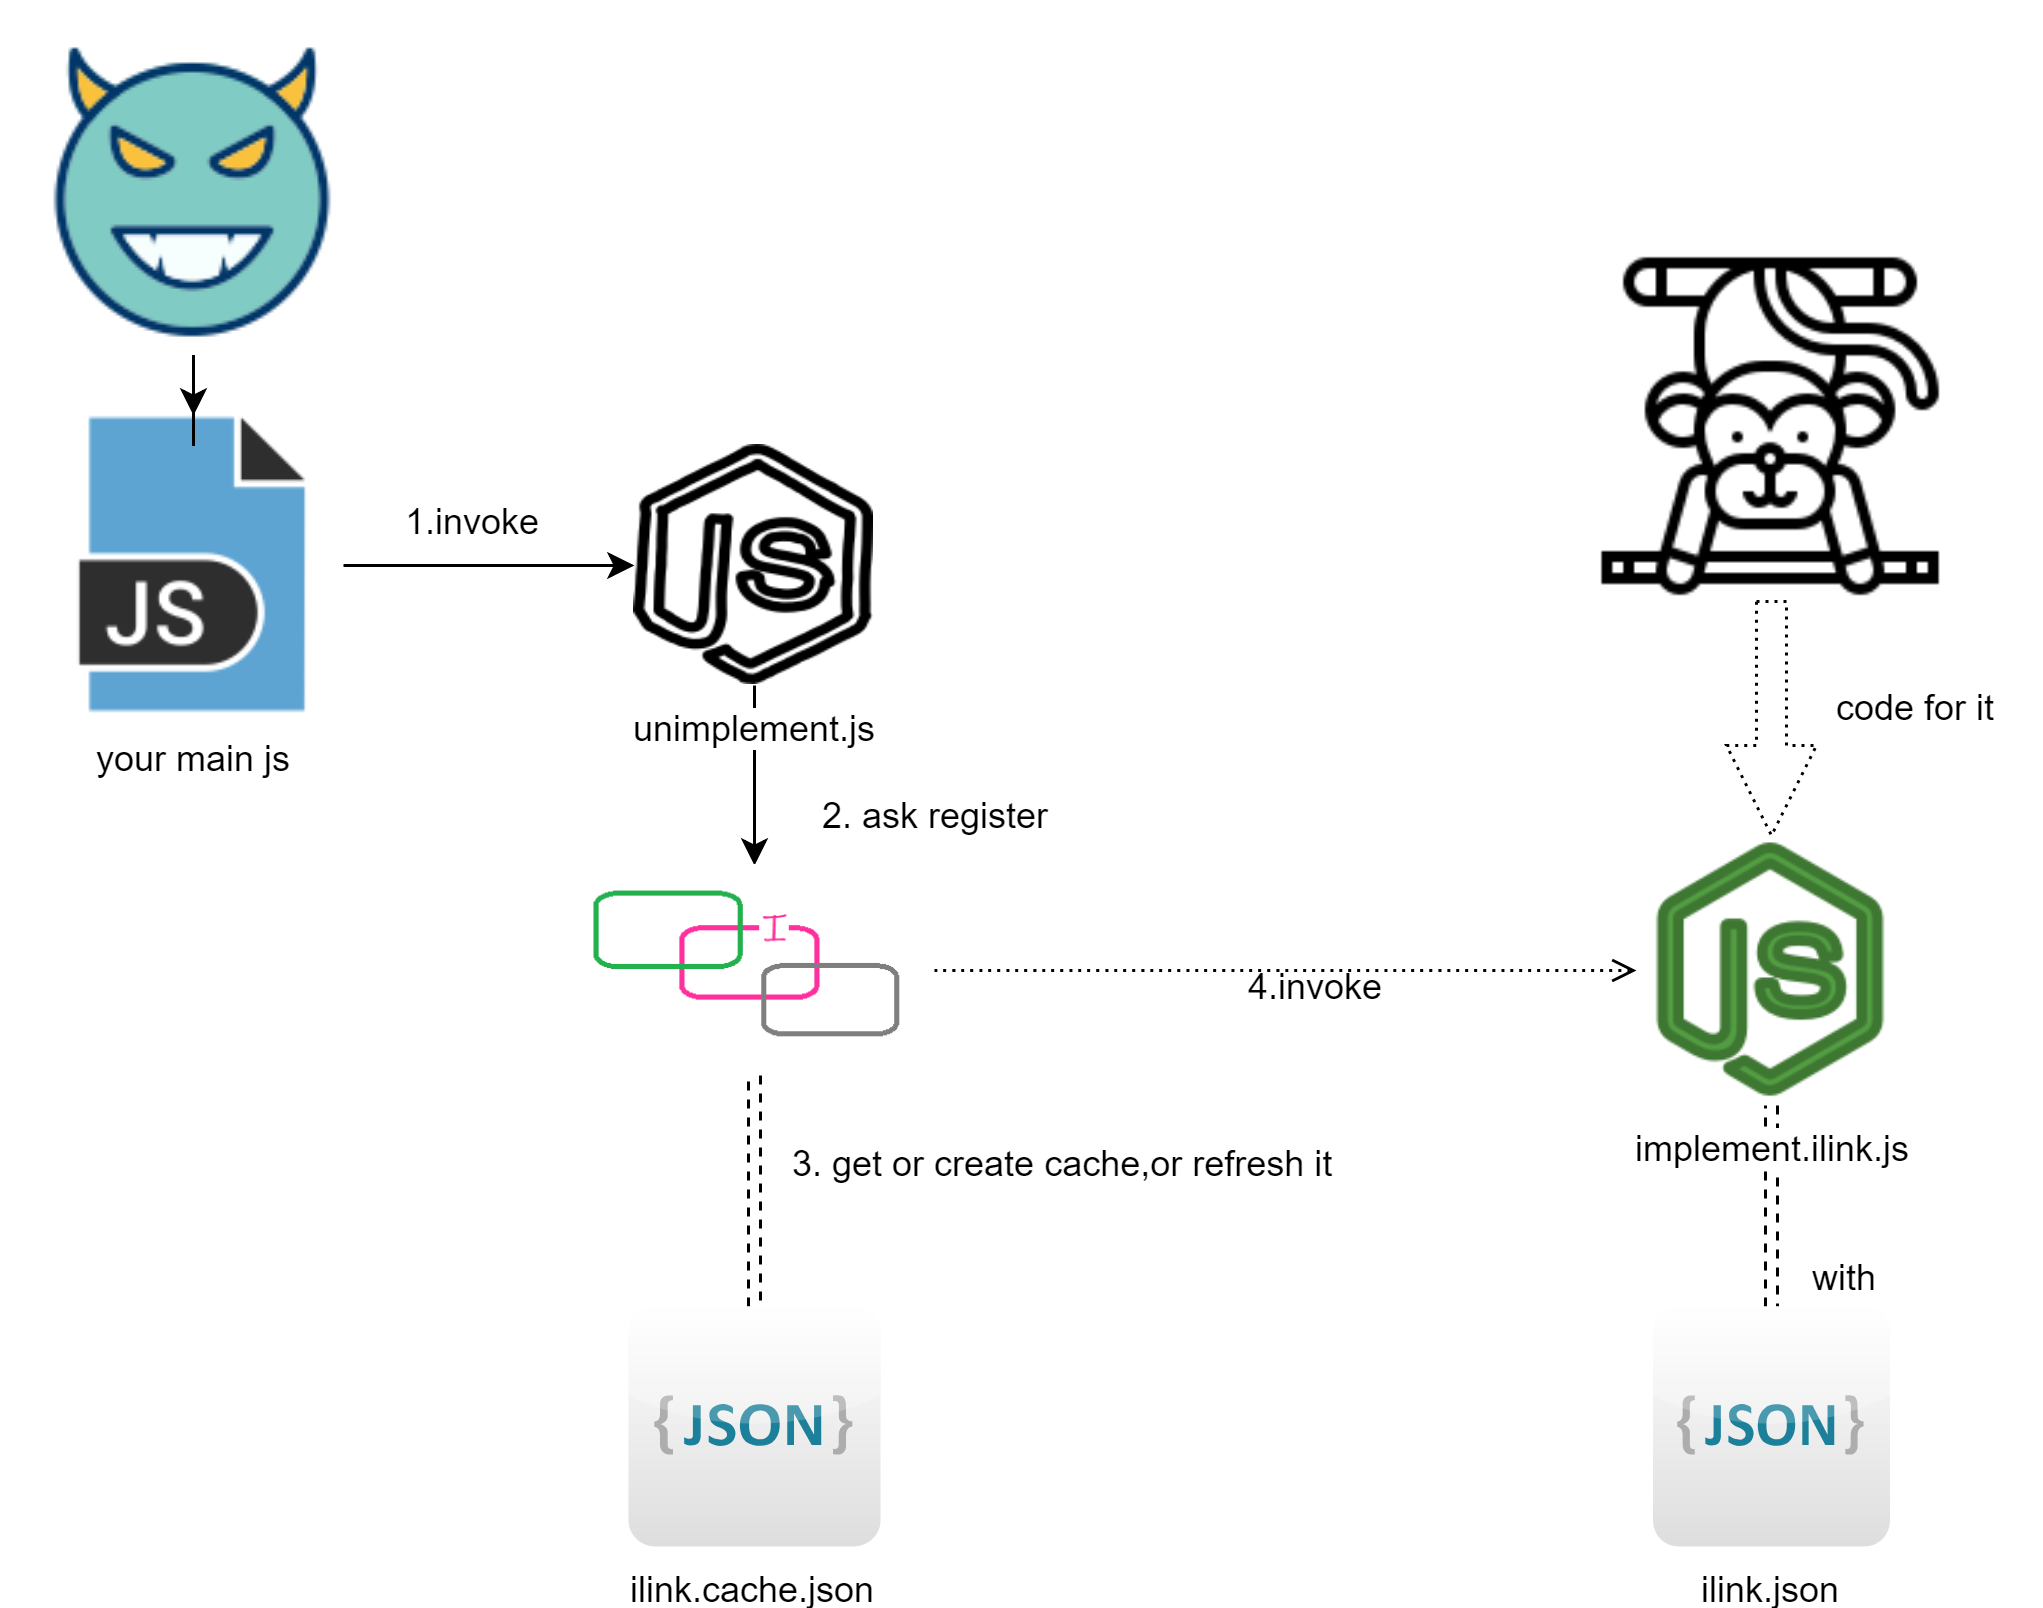 JS
your main js
1.invoke
JS
unimplement.js
2. ask register
I
3. get or create cache,or refresh it
{JSON}
ilink.cache.json
4.invoke
code for it
JS
implement.ilink.js
with
{JSON}
ilink.json